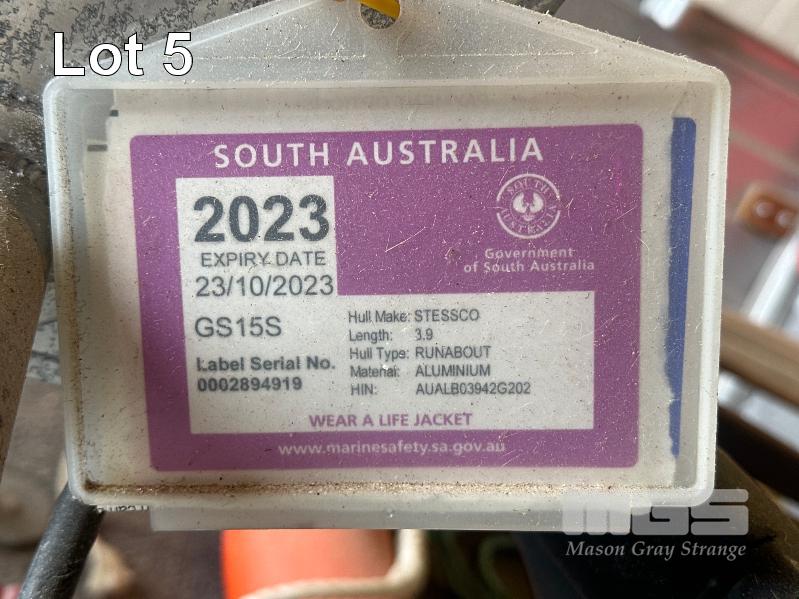 Lot 5
SOUTH AUSTRALIA
2023
EXPIRY DATE
23/10/2023
GS15S
Label Serial No.
0002894919
SOUTH AUSTRALIA
Government
of South Australia
Hull Make: STESSCO
Length: 3.9
Hull Type: RUNABOUT
Material: ALUMINIUM
HIN: AUALB03942G202
WEAR A LIFE JACKET
www.marinesafety.sa.gov.au
MGS
Mason Gray Strange